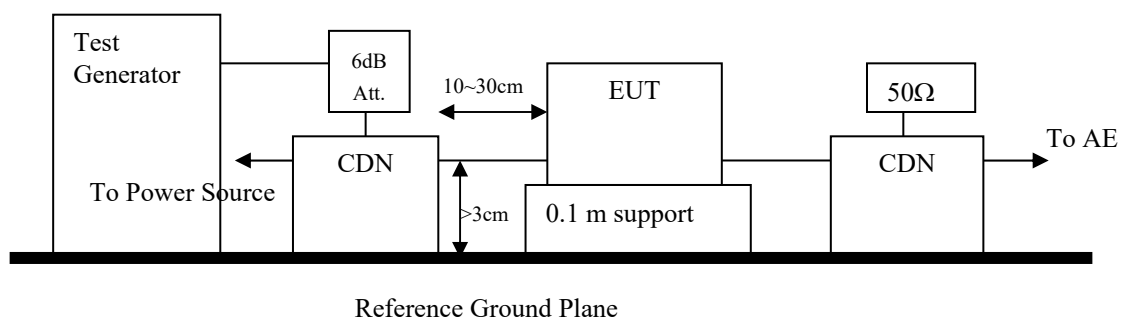 Test
Generator
6dB
Att.
10~30cm
EUT
50Ω
To AE
CDN
CDN
To Power Source
>3cm
0.1 m support
Reference Ground Plane